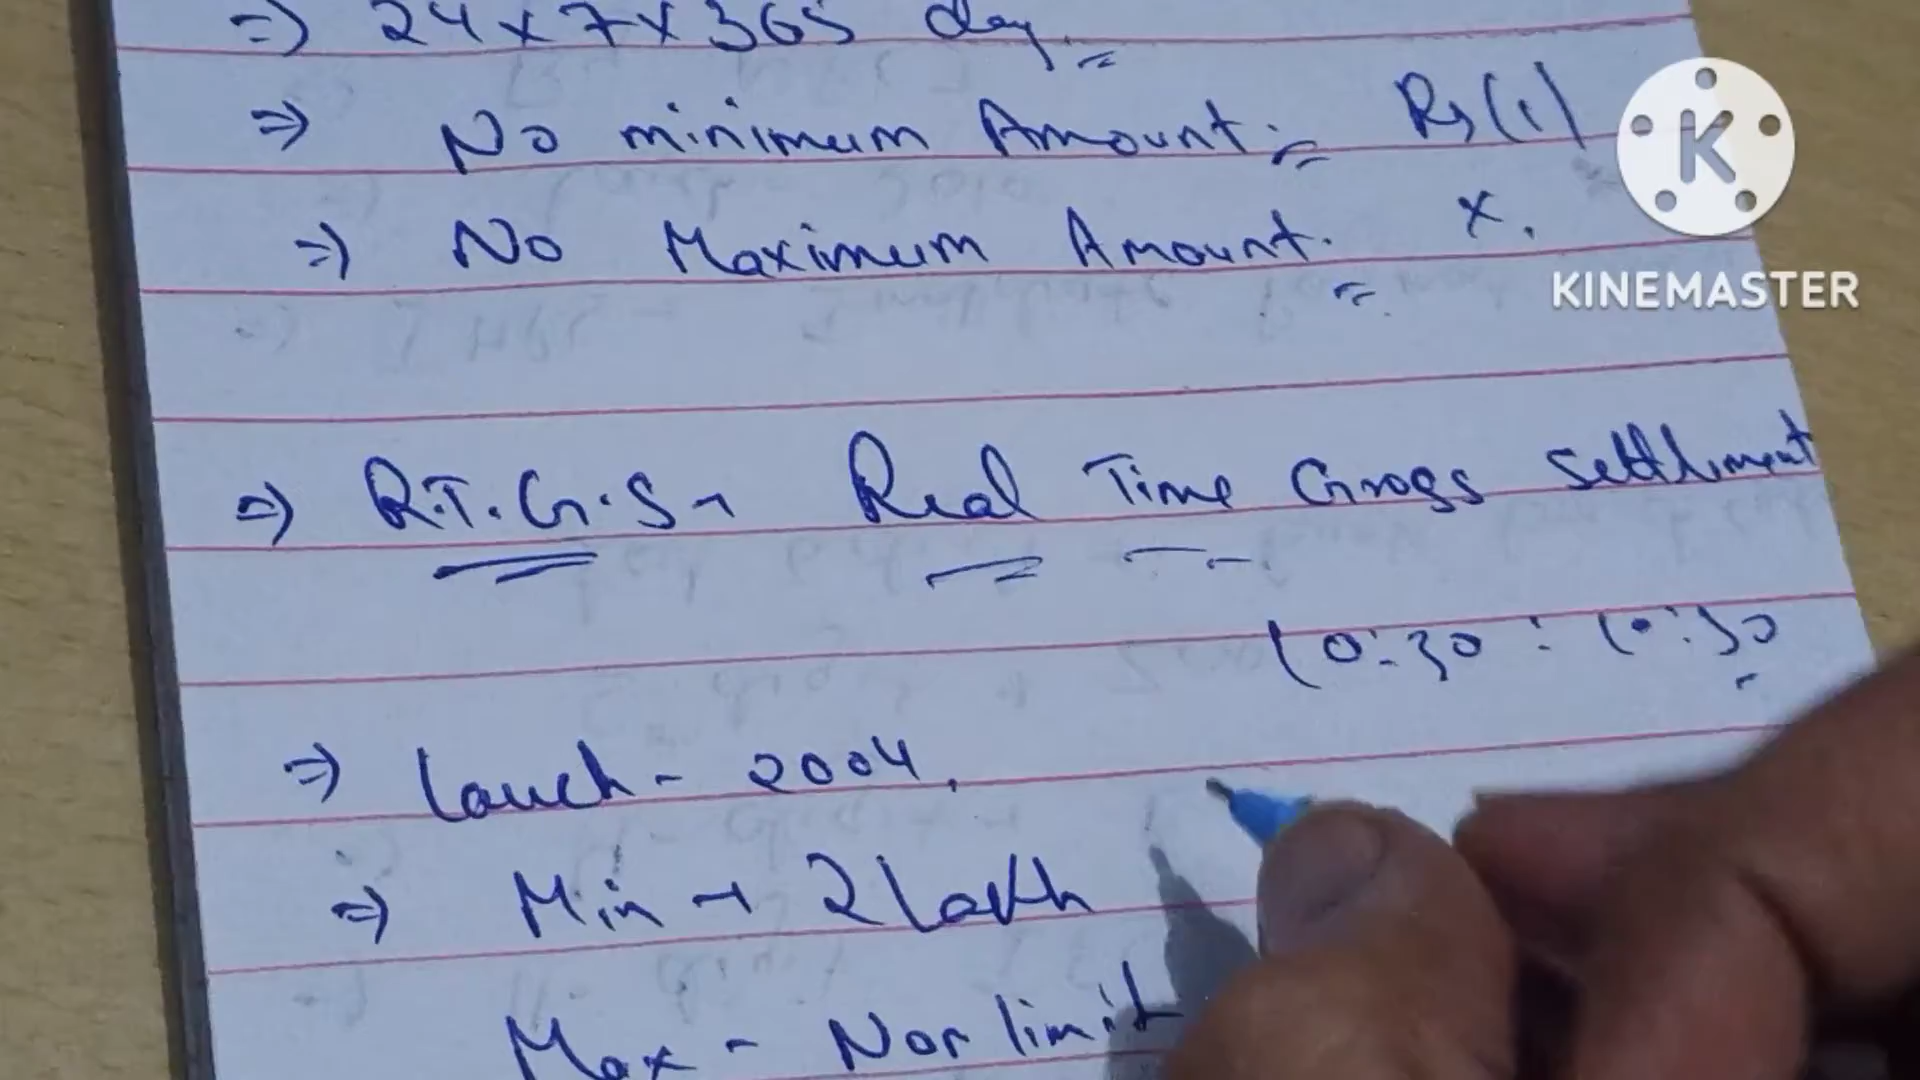 => 24x7x365 day.
=> No minimum Amount. Rs(1)
=> No Maximum Amount. x.
KINEMASTER
=> R.T.G.S → Real Time Gross Settlment
10:30 : 10:30
=> Lauch - 2004.
=> Min → 2 Lakh
Max - Nor limit